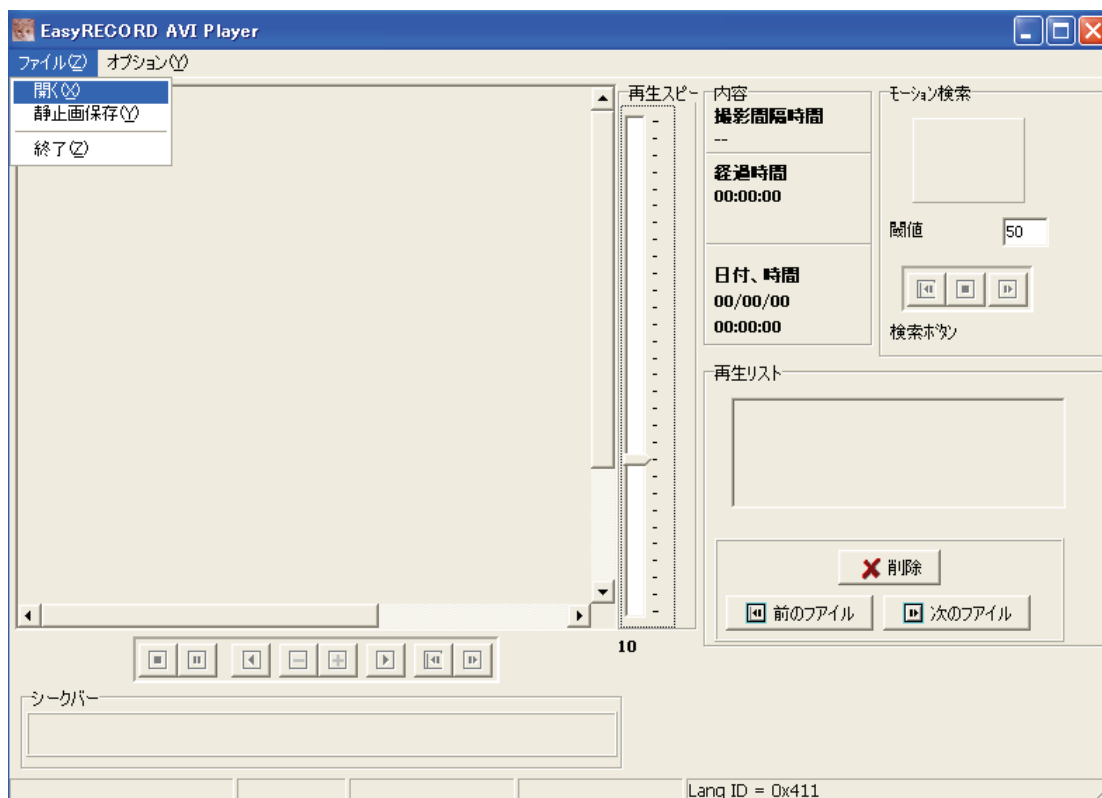 EasyRECORD AVI Player
ファイル(Z) オプション(Y)
開く(X)
静止画保存(Y)
終了(Z)
再生スピー
10
内容
撮影間隔時間
--
経過時間
00:00:00
日付、時間
00/00/00
00:00:00
モーション検索
閾値 50
検索ボタン
再生リスト
削除
前のファイル 次のファイル
シークバー
Lang ID = 0x411